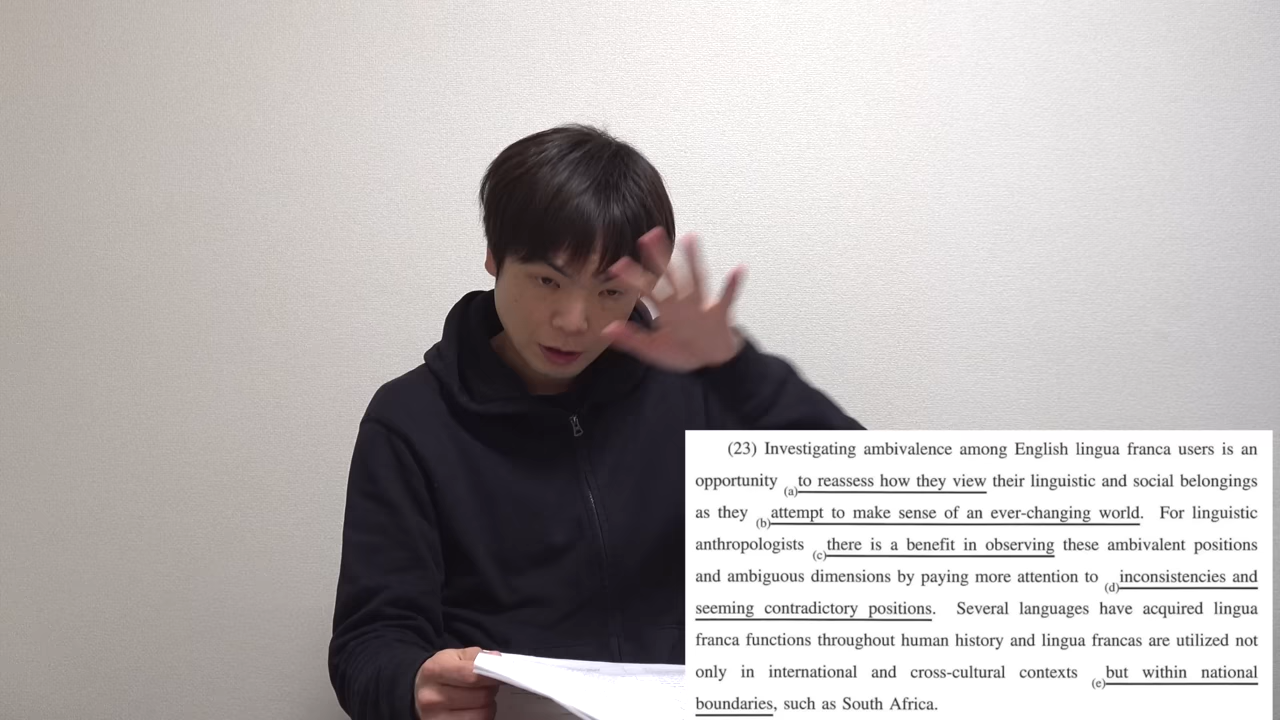 (23) Investigating ambivalence among English lingua franca users is an
opportunity (a)to reassess how they view their linguistic and social belongings
as they (b)attempt to make sense of an ever-changing world. For linguistic
anthropologists (c)there is a benefit in observing these ambivalent positions
and ambiguous dimensions by paying more attention to (d)inconsistencies and
seeming contradictory positions. Several languages have acquired lingua
franca functions throughout human history and lingua francas are utilized not
only in international and cross-cultural contexts (e)but within national
boundaries, such as South Africa.